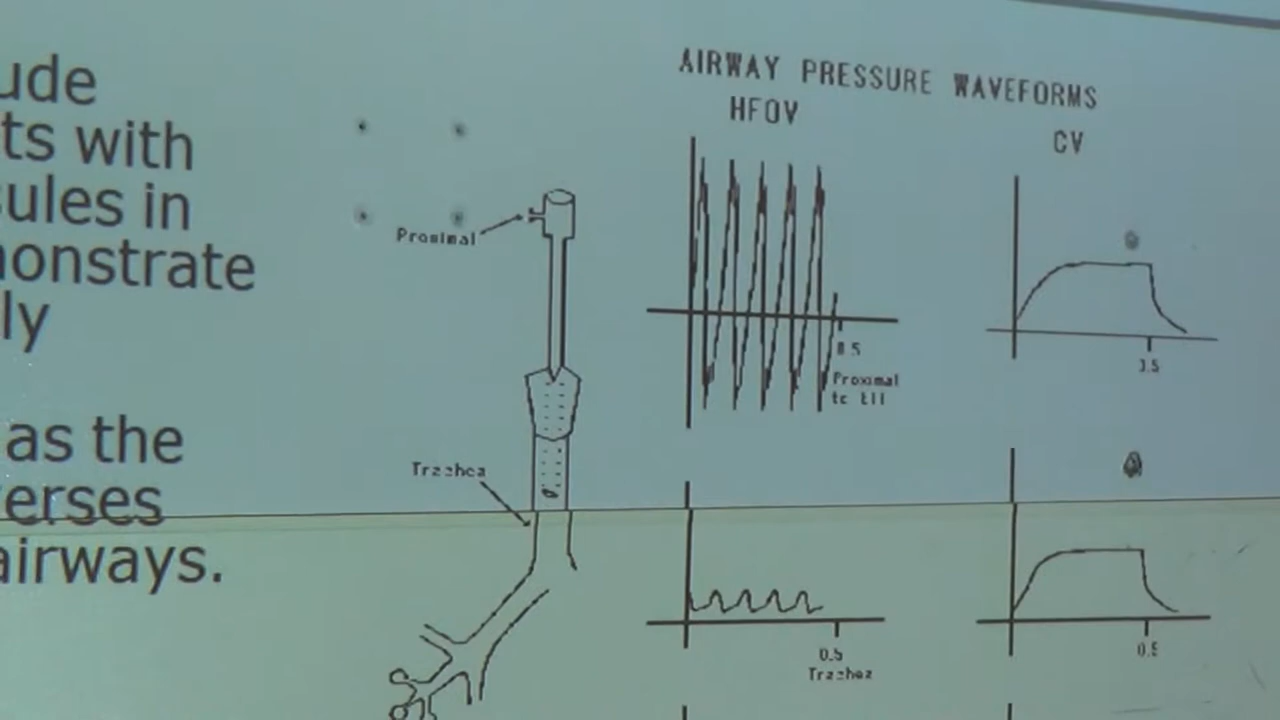 ude
ts with
sules in
nonstrate
ly
as the
erses
airways.
AIRWAY PRESSURE WAVEFORMS
HFOV
CV
Proximal
0.5
Proximal
to ETT
0.5
Trachea
0.5
Trachea
0.5